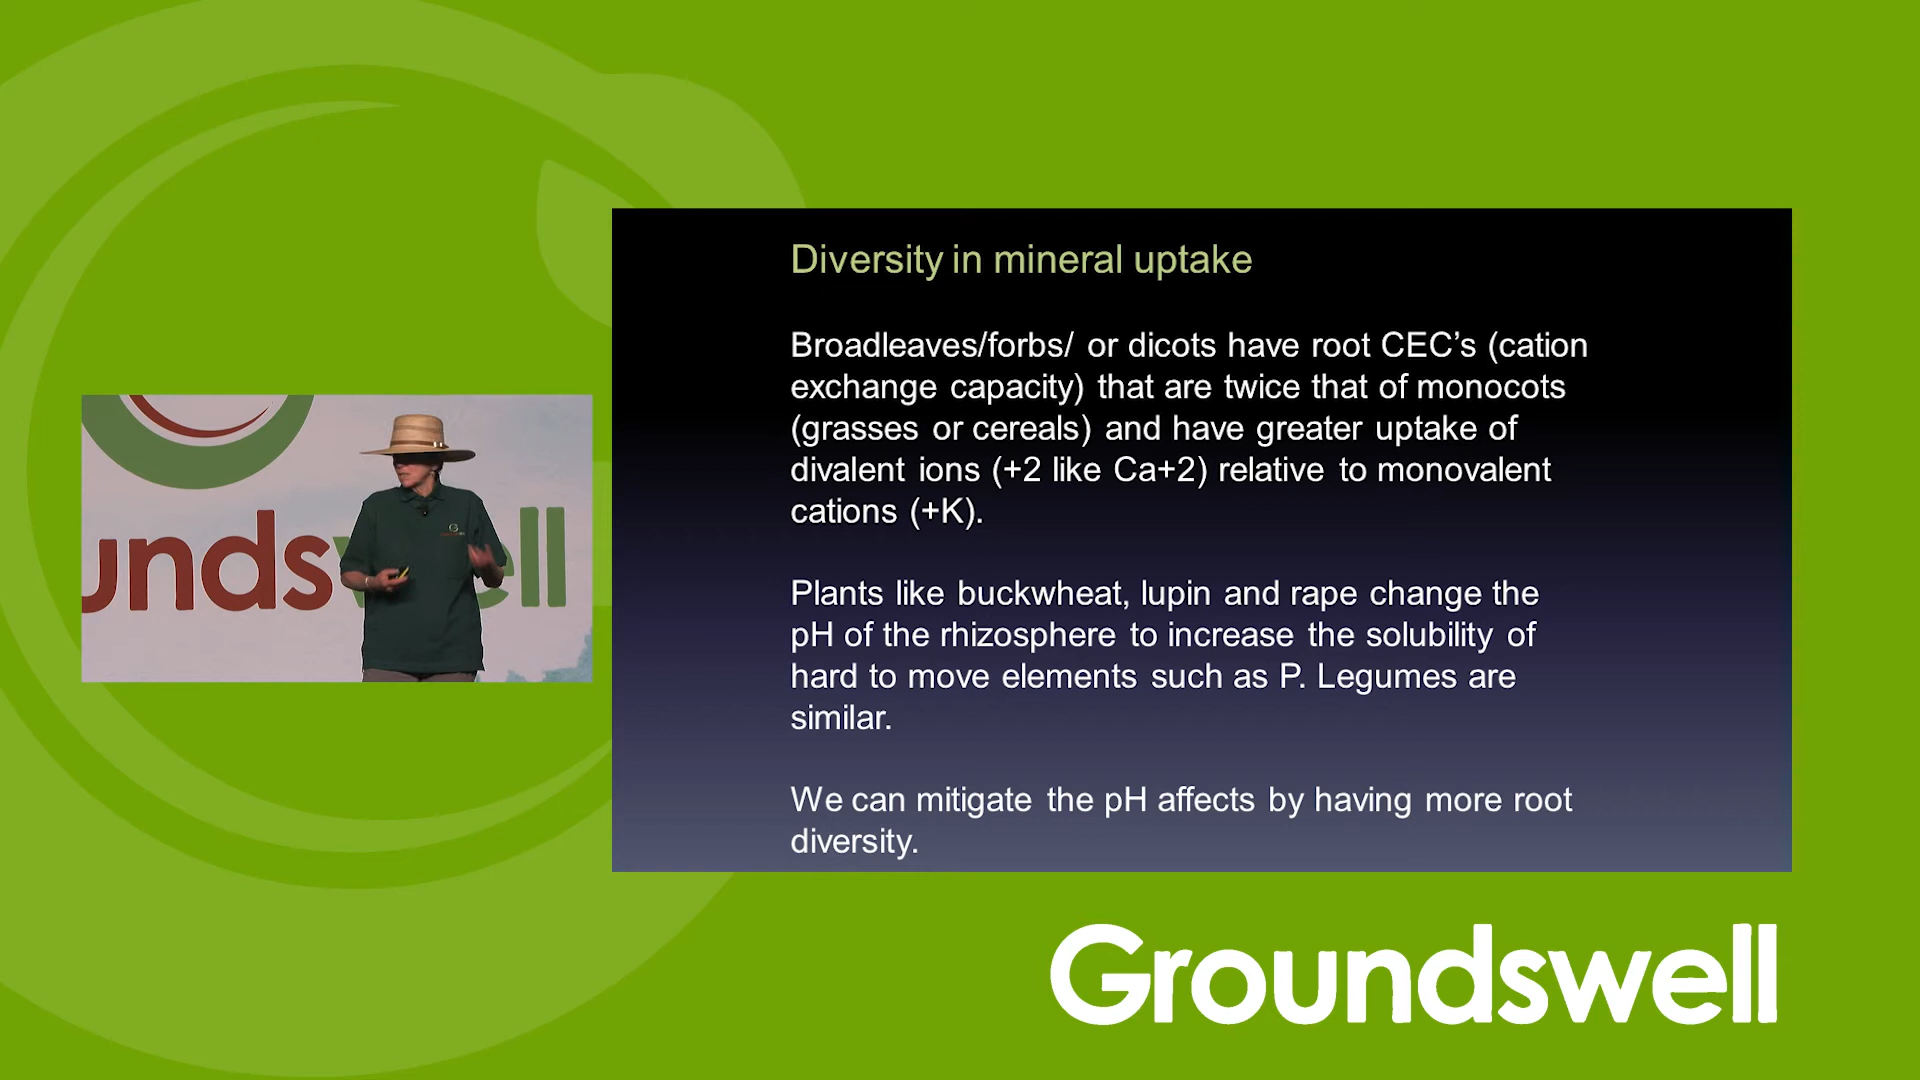 Diversity in mineral uptake
Broadleaves/forbs/ or dicots have root CEC’s (cation
exchange capacity) that are twice that of monocots
(grasses or cereals) and have greater uptake of
divalent ions (+2 like Ca+2) relative to monovalent
cations (+K).
Plants like buckwheat, lupin and rape change the
pH of the rhizosphere to increase the solubility of
hard to move elements such as P. Legumes are
similar.
We can mitigate the pH affects by having more root
diversity.
undswell
Groundswell